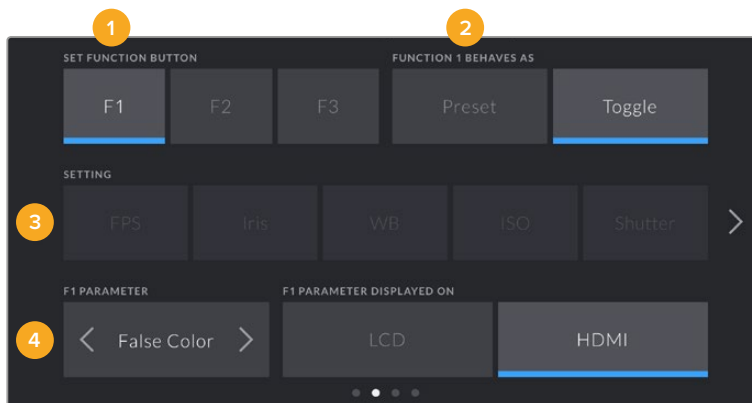 1 2
SET FUNCTION BUTTON FUNCTION 1 BEHAVES AS
F1 F2 F3 Preset Toggle
SETTING
3 FPS Iris WB ISO Shutter
F1 PARAMETER F1 PARAMETER DISPLAYED ON
4 False Color LCD HDMI